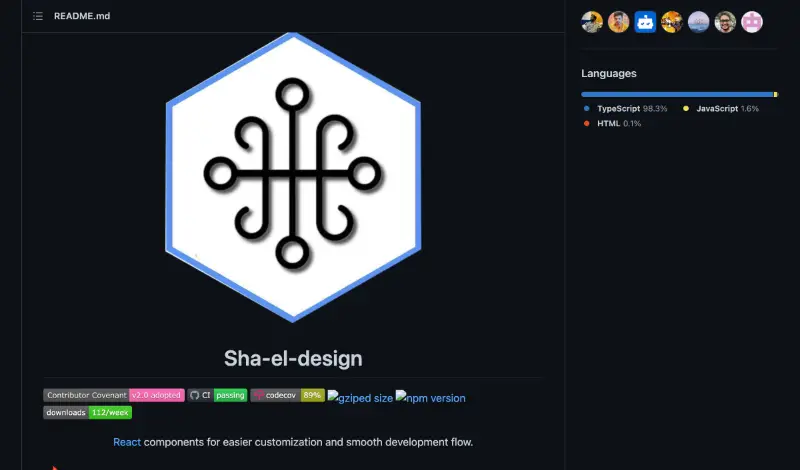 README.md
Sha-el-design
Contributor Covenant v2.0 adopted CI passing codecov 89% gziped size npm version
downloads 112/week
React components for easier customization and smooth development flow.
Languages
TypeScript 98.3% JavaScript 1.6%
HTML 0.1%